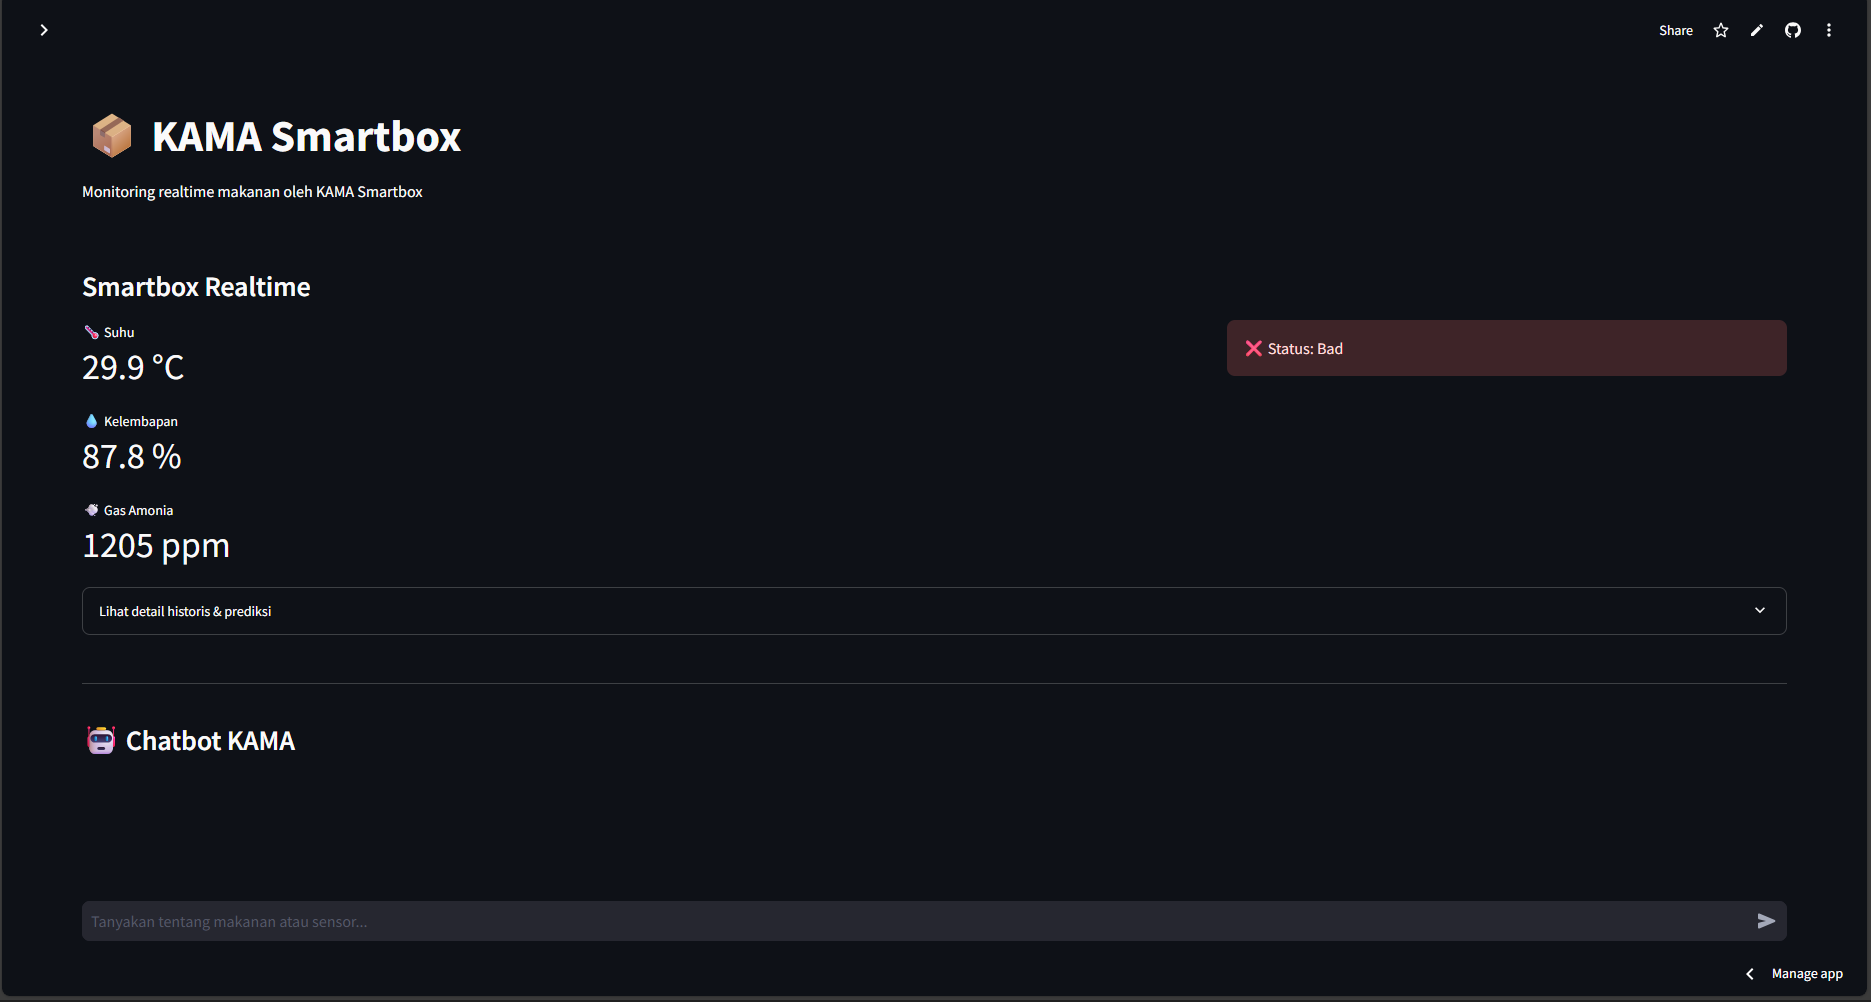 Share
KAMA Smartbox
Monitoring realtime makanan oleh KAMA Smartbox
Smartbox Realtime
Suhu
29.9 °C
Status: Bad
Kelembapan
87.8 %
Gas Amonia
1205 ppm
Lihat detail historis & prediksi
Chatbot KAMA
Tanyakan tentang makanan atau sensor...
Manage app